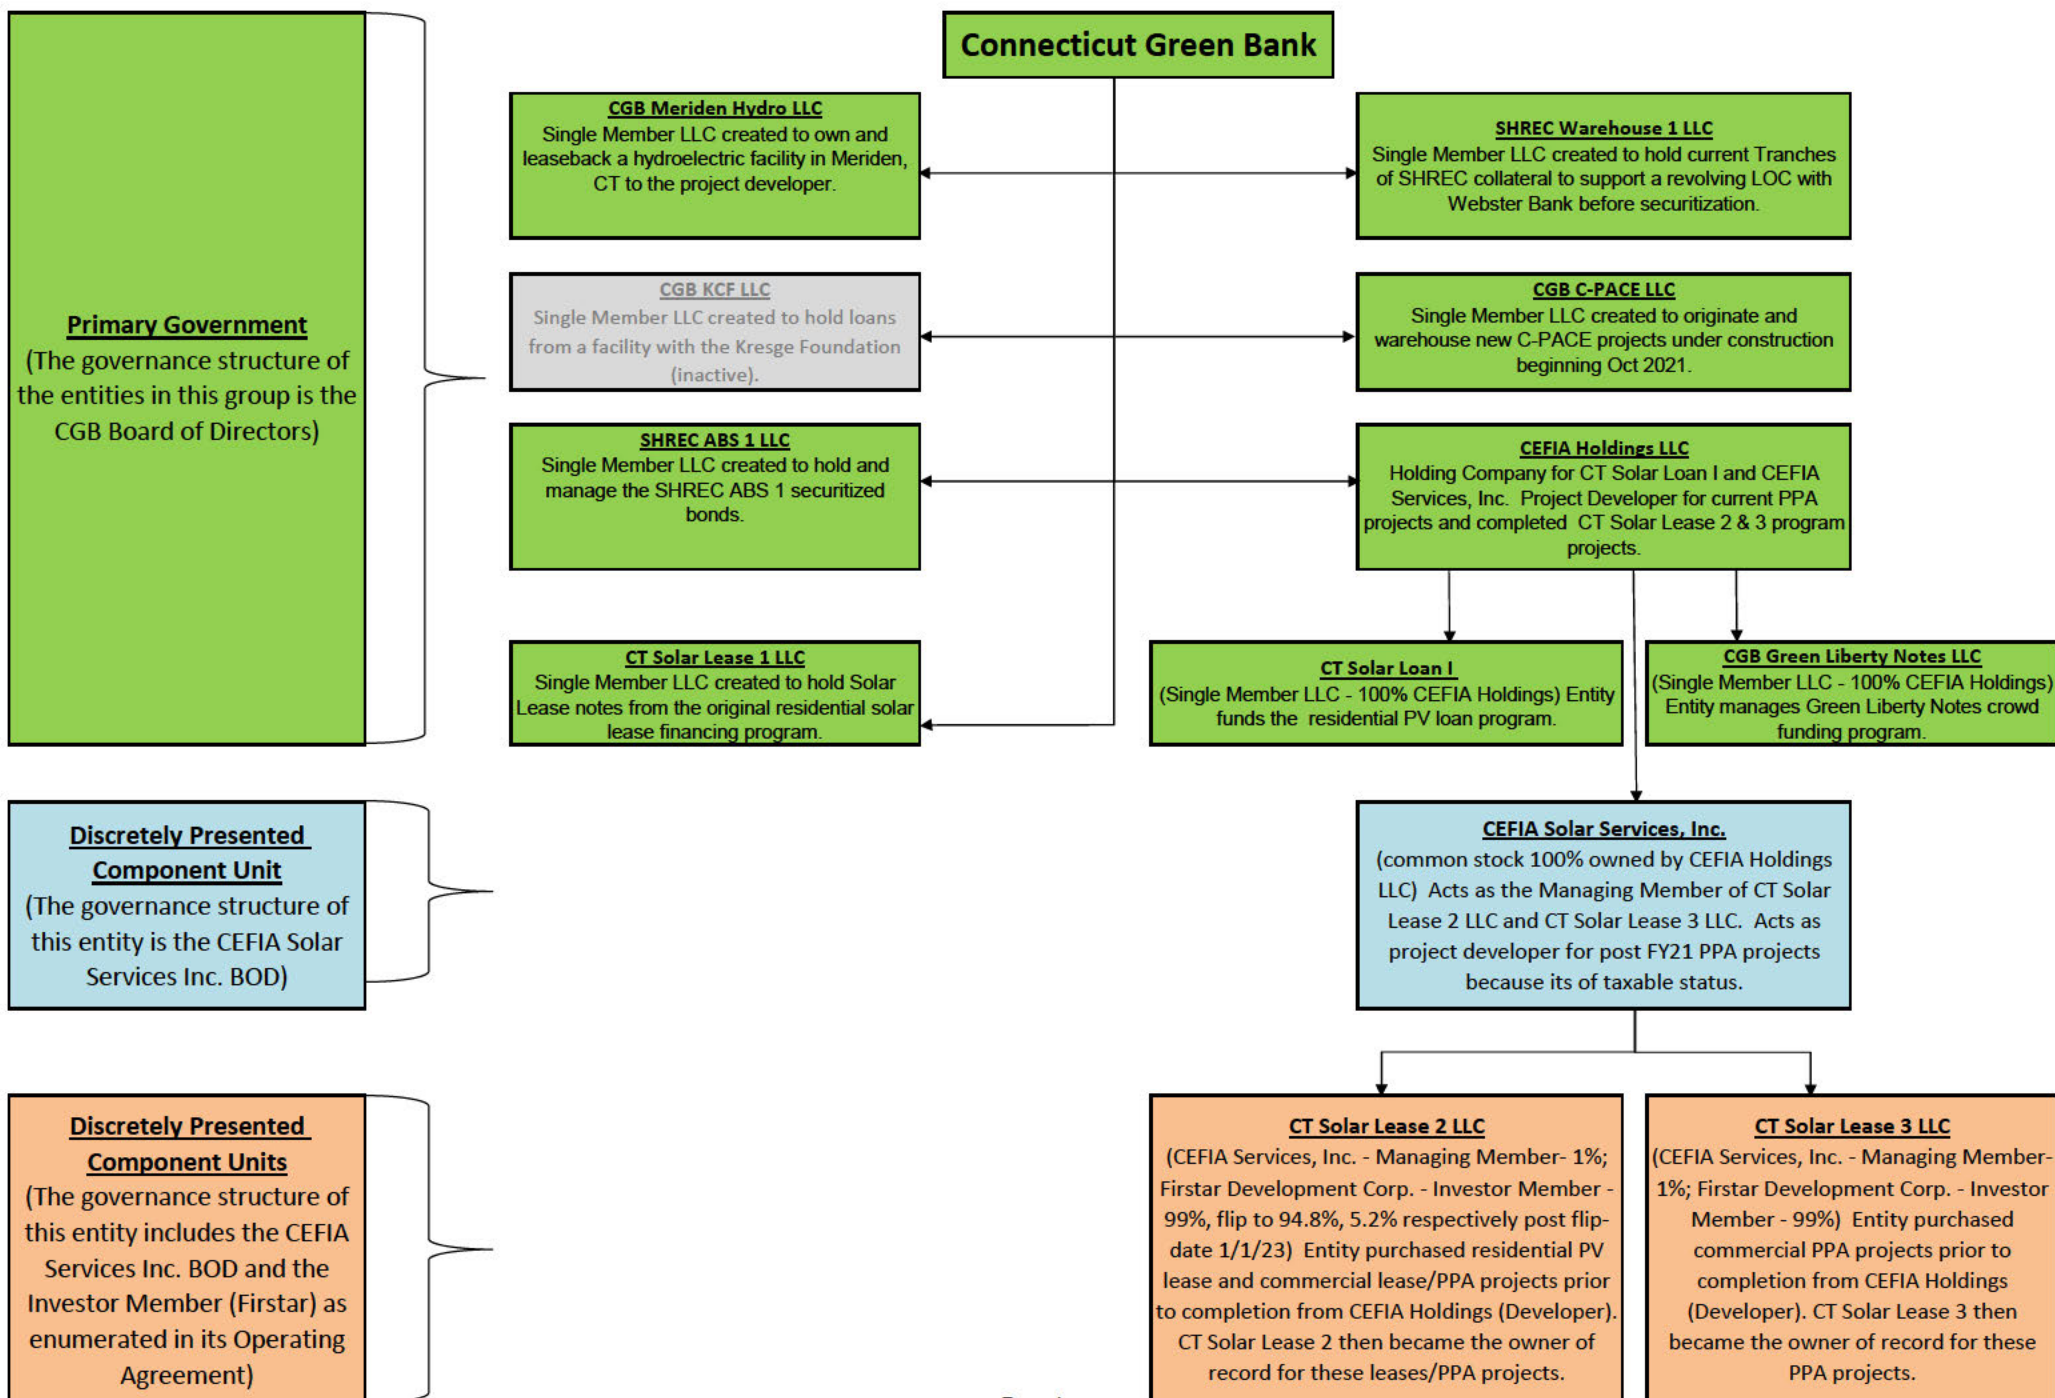 Connecticut Green Bank
Primary Government
(The governance structure of
the entities in this group is the
CGB Board of Directors)
CGB Meriden Hydro LLC
Single Member LLC created to own and
leaseback a hydroelectric facility in Meriden,
CT to the project developer.
SHREC Warehouse 1 LLC
Single Member LLC created to hold current Tranches
of SHREC collateral to support a revolving LOC with
Webster Bank before securitization.
CGB KCF LLC
Single Member LLC created to hold loans
from a facility with the Kresge Foundation
(inactive).
CGB C-PACE LLC
Single Member LLC created to originate and
warehouse new C-PACE projects under construction
beginning Oct 2021.
SHREC ABS 1 LLC
Single Member LLC created to hold and
manage the SHREC ABS 1 securitized
bonds.
CEFIA Holdings LLC
Holding Company for CT Solar Loan I and CEFIA
Services, Inc.  Project Developer for current PPA
projects and completed  CT Solar Lease 2 & 3 program
projects.
CT Solar Lease 1 LLC
Single Member LLC created to hold Solar
Lease notes from the original residential solar
lease financing program.
CT Solar Loan I
(Single Member LLC - 100% CEFIA Holdings) Entity
funds the  residential PV loan program.
CGB Green Liberty Notes LLC
(Single Member LLC - 100% CEFIA Holdings)
Entity manages Green Liberty Notes crowd
funding program.
Discretely Presented
Component Unit
(The governance structure of
this entity is the CEFIA Solar
Services Inc. BOD)
CEFIA Solar Services, Inc.
(common stock 100% owned by CEFIA Holdings
LLC)  Acts as the Managing Member of CT Solar
Lease 2 LLC and CT Solar Lease 3 LLC.  Acts as
project developer for post FY21 PPA projects
because its of taxable status.
Discretely Presented
Component Units
(The governance structure of
this entity includes the CEFIA
Services Inc. BOD and the
Investor Member (Firstar) as
enumerated in its Operating
Agreement)
CT Solar Lease 2 LLC
(CEFIA Services, Inc. - Managing Member- 1%;
Firstar Development Corp. - Investor Member -
99%, flip to 94.8%, 5.2% respectively post flip-
date 1/1/23)  Entity purchased residential PV
lease and commercial lease/PPA projects prior
to completion from CEFIA Holdings (Developer).
CT Solar Lease 2 then became the owner of
record for these leases/PPA projects.
CT Solar Lease 3 LLC
(CEFIA Services, Inc. - Managing Member-
1%; Firstar Development Corp. - Investor
Member - 99%)  Entity purchased
commercial PPA projects prior to
completion from CEFIA Holdings
(Developer). CT Solar Lease 3 then
became the owner of record for these
PPA projects.